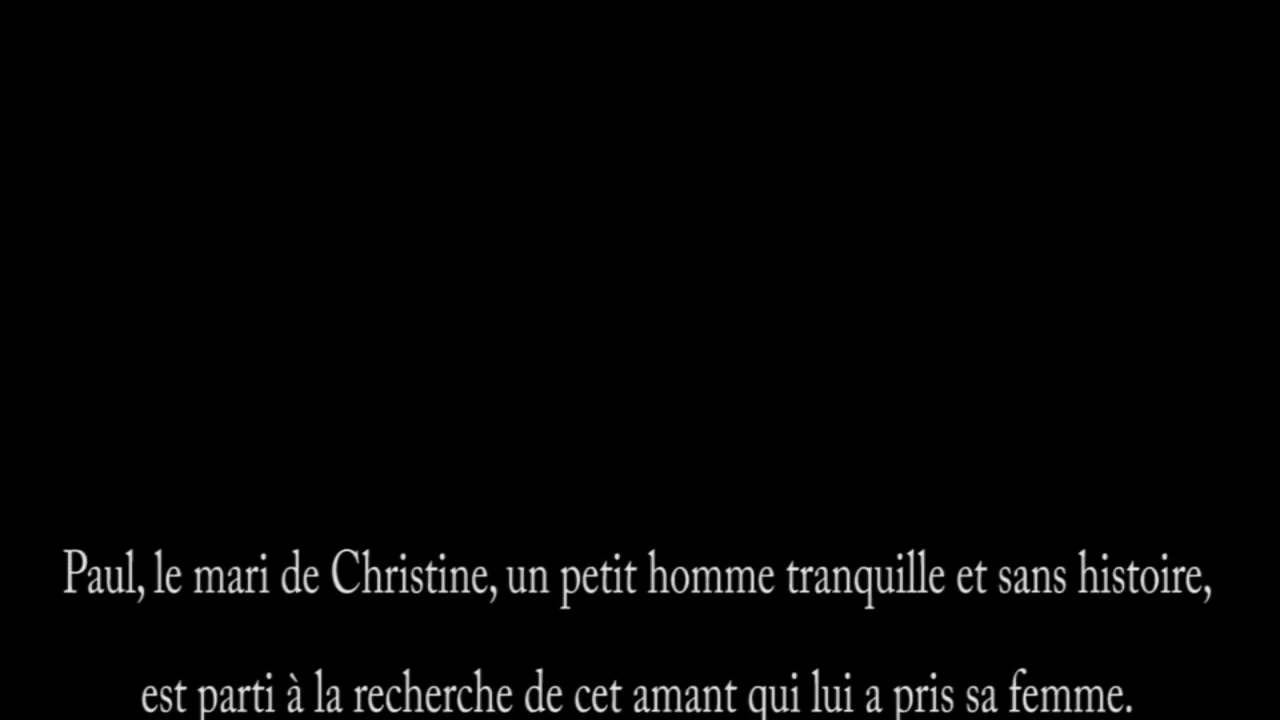 Paul, le mari de Christine, un petit homme tranquille et sans histoire,
est parti à la recherche de cet amant qui lui a pris sa femme.